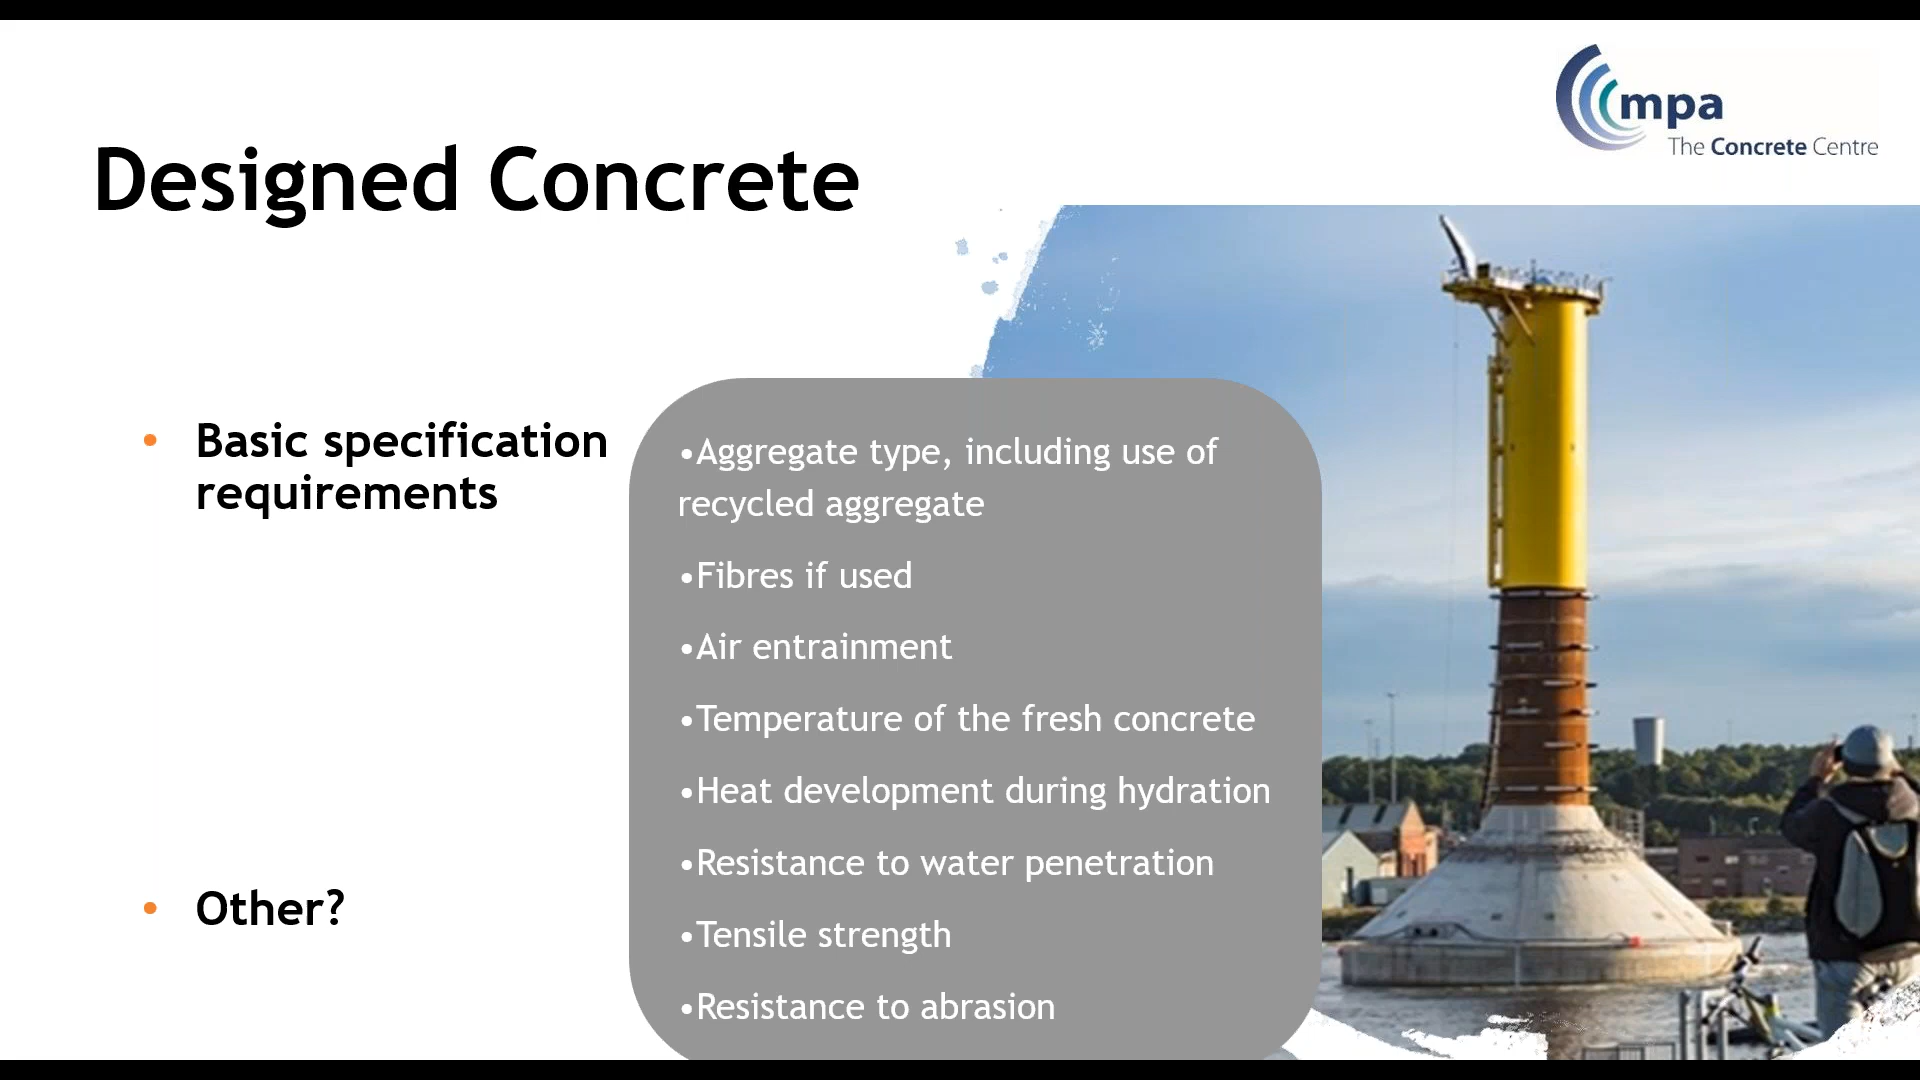 mpa
The Concrete Centre
Designed Concrete
• Basic specification
requirements
• Other?
•Aggregate type, including use of
recycled aggregate
•Fibres if used
•Air entrainment
•Temperature of the fresh concrete
•Heat development during hydration
•Resistance to water penetration
•Tensile strength
•Resistance to abrasion